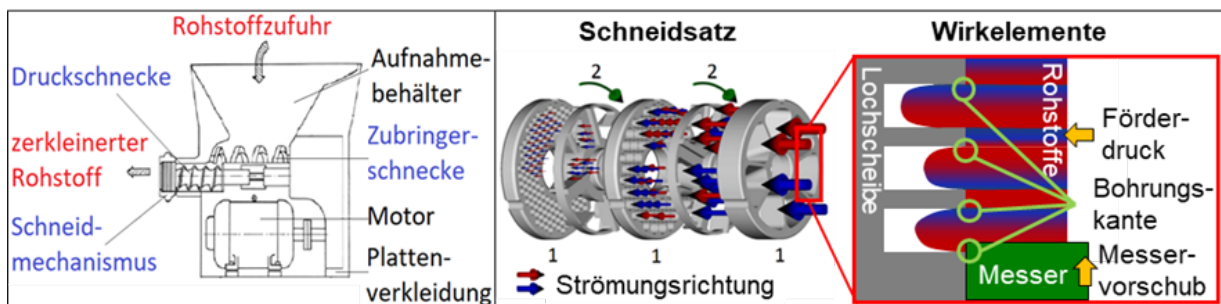 Rohstoffzufuhr
Druckschnecke
Aufnahme-
behälter
zerkleinerter
Rohstoff
Zubringer-
schnecke
Schneid-
mechanismus
Motor
Platten-
verkleidung
Schneidsatz
2
2
1
1
1
Strömungsrichtung
Wirkelemente
Lochscheibe
Rohstoffe
Förder-
druck
Bohrungs-
kante
Messer
Messer-
vorschub